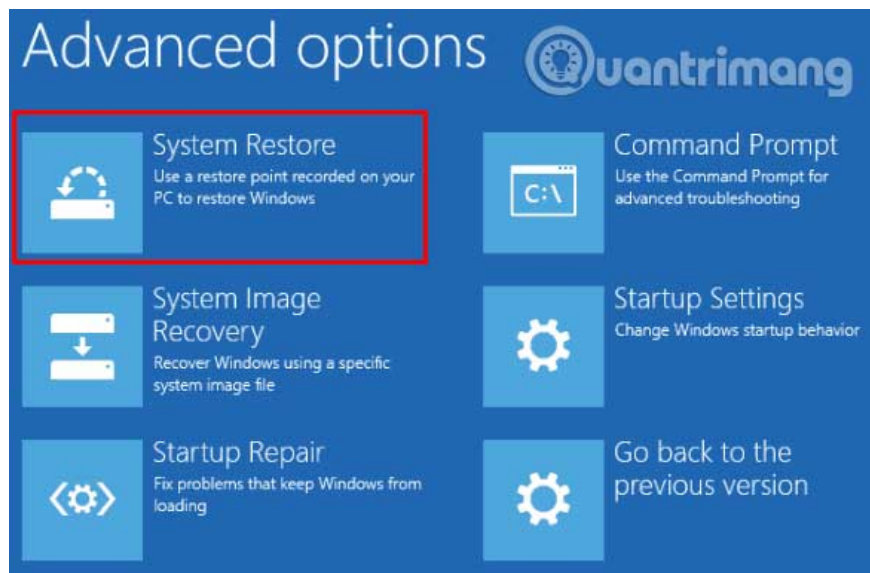 Advanced options
Quantrimang
System Restore
Use a restore point recorded on your
PC to restore Windows
System Image
Recovery
Recover Windows using a specific
system image file
Startup Repair
Fix problems that keep Windows from
loading
C:\
Command Prompt
Use the Command Prompt for
advanced troubleshooting
Startup Settings
Change Windows startup behavior
Go back to the
previous version